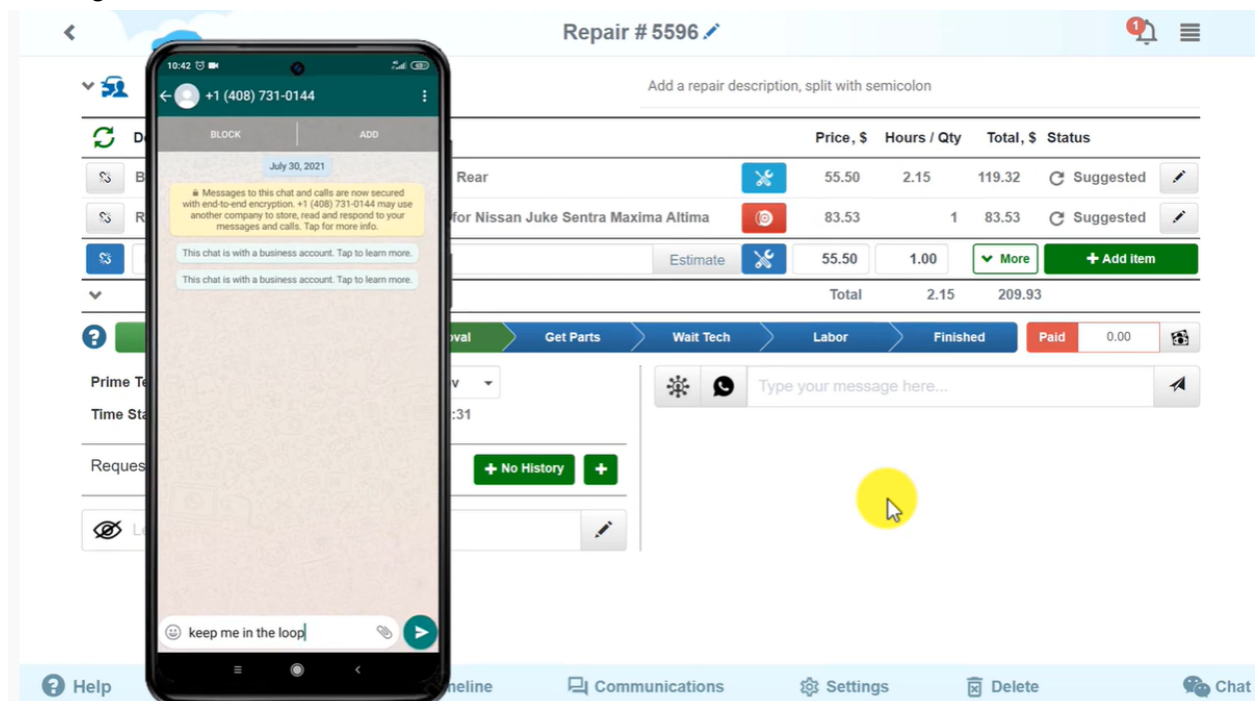 Repair # 5596
1
Add a repair description, split with semicolon
Price, $ Hours / Qty Total, $ Status
Rear 55.50 2.15 119.32 Suggested
for Nissan Juke Sentra Maxima Altima 83.53 1 83.53 Suggested
Estimate 55.50 1.00 More + Add item
Total 2.15 209.93
Get Parts Wait Tech Labor Finished Paid 0.00
Prime
Type your message here...
Time
:31
+ No History +
Help
Communications Settings Delete Chat
10:42
+1 (408) 731-0144
BLOCK ADD
July 30, 2021
Messages to this chat and calls are now secured
with end-to-end encryption. +1 (408) 731-0144 may use
another company to store, read and respond to your
messages and calls. Tap for more info.
This chat is with a business account. Tap to learn more.
This chat is with a business account. Tap to learn more.
keep me in the loop